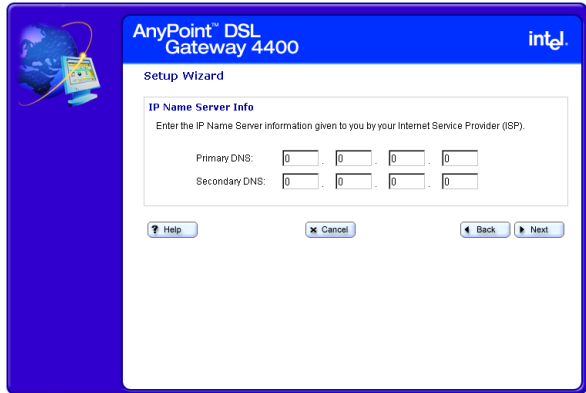 AnyPoint™ DSL
Gateway 4400
intel.
Setup Wizard
IP Name Server Info
Enter the IP Name Server information given to you by your Internet Service Provider (ISP).
Primary DNS: 0 . 0 . 0 . 0
Secondary DNS: 0 . 0 . 0 . 0
? Help
Cancel
Back
Next